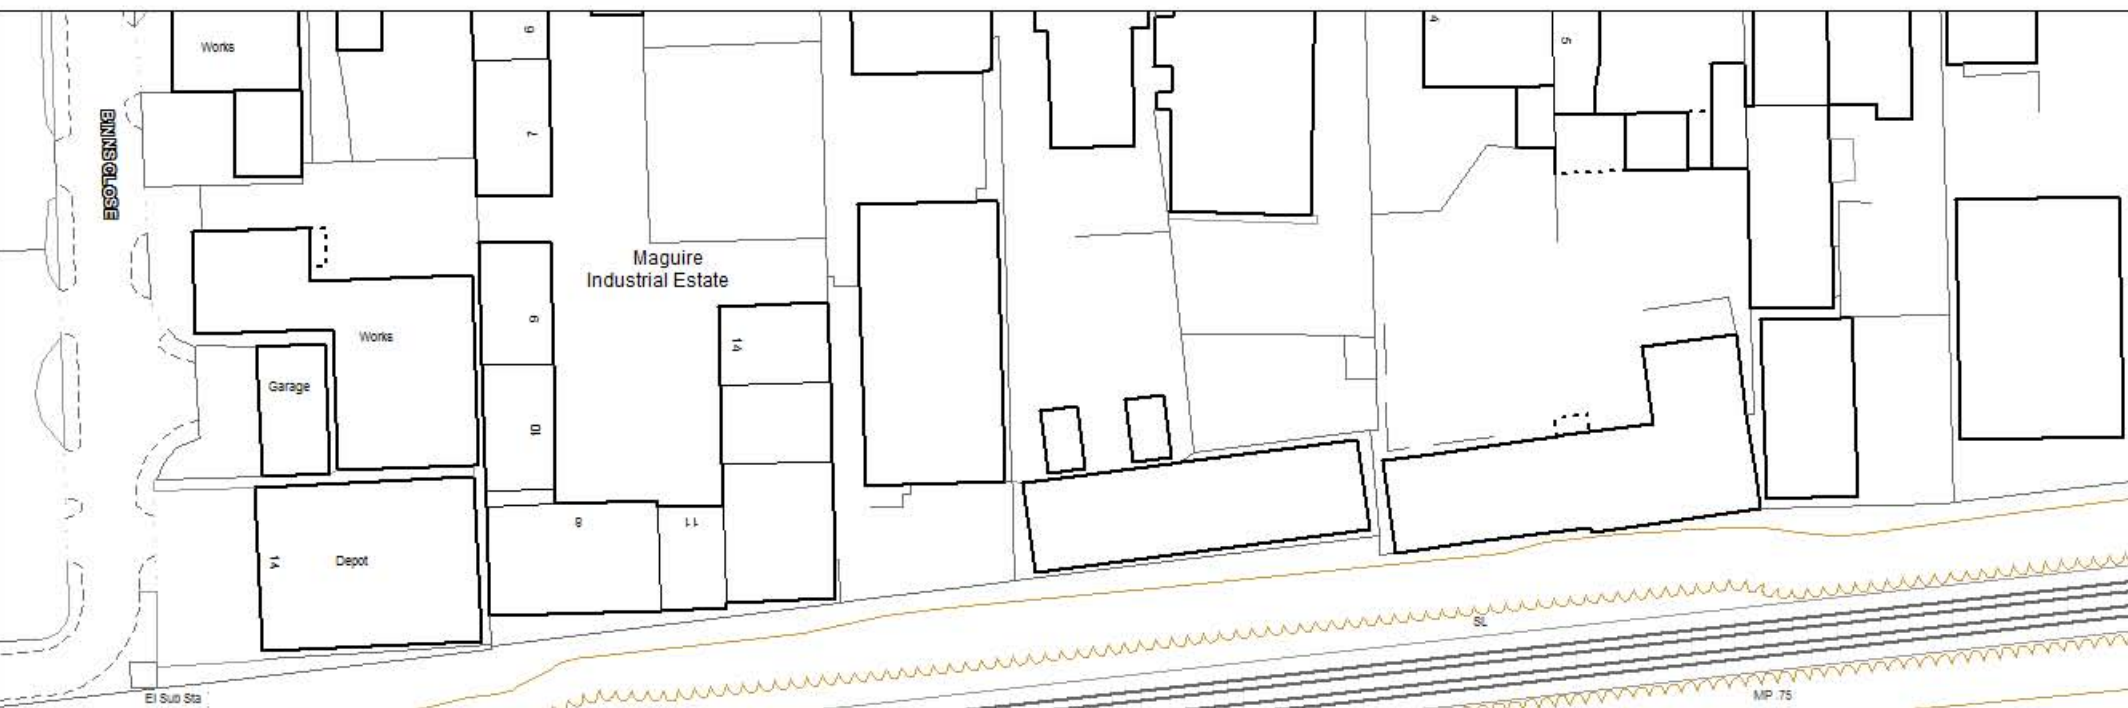 Works
6
4
5
7
BINNS CLOSE
Maguire
Industrial Estate
9
Works
14
Garage
10
8
11
14
Depot
SL
El Sub Sta
MP .75